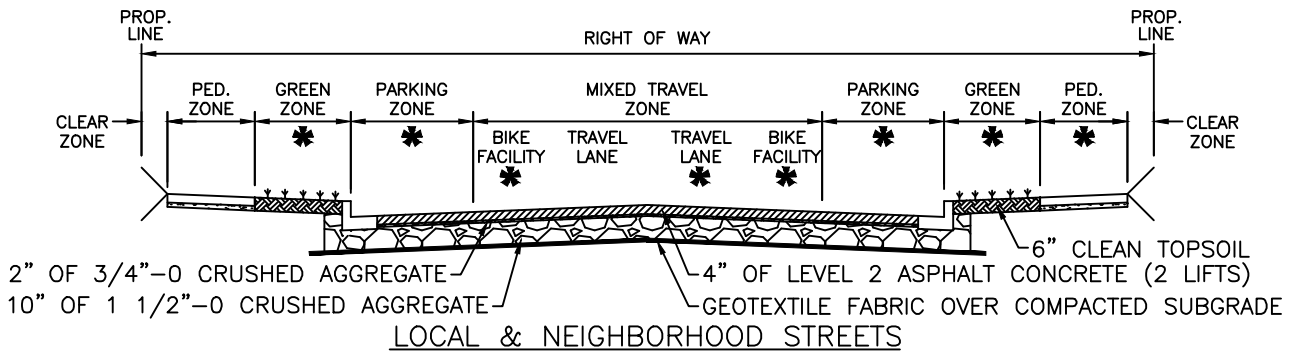 PROP.
LINE
PROP.
LINE
RIGHT OF WAY
PED.
ZONE
GREEN
ZONE
PARKING
ZONE
MIXED TRAVEL
ZONE
PARKING
ZONE
GREEN
ZONE
PED.
ZONE
CLEAR
ZONE
BIKE
FACILITY
TRAVEL
LANE
TRAVEL
LANE
BIKE
FACILITY
CLEAR
ZONE
6" CLEAN TOPSOIL
2" OF 3/4"-0 CRUSHED AGGREGATE
4" OF LEVEL 2 ASPHALT CONCRETE (2 LIFTS)
10" OF 1 1/2"-0 CRUSHED AGGREGATE
GEOTEXTILE FABRIC OVER COMPACTED SUBGRADE
LOCAL & NEIGHBORHOOD STREETS